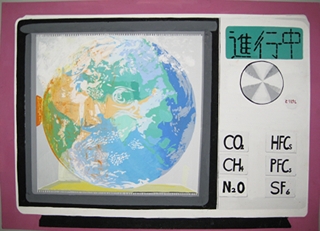 進行中
CO₂ HFCs
CH₄ PFCs
N₂O SF₆